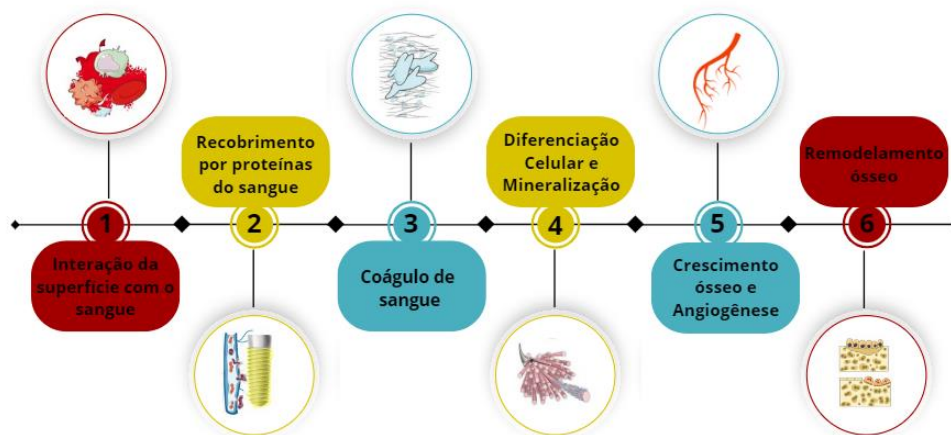 1
Interação da
superfície com o
sangue
Recobrimento
por proteínas
do sangue
2
3
Coágulo de
sangue
Diferenciação
Celular e
Mineralização
4
5
Crescimento
ósseo e
Angiogênese
Remodelamento
ósseo
6